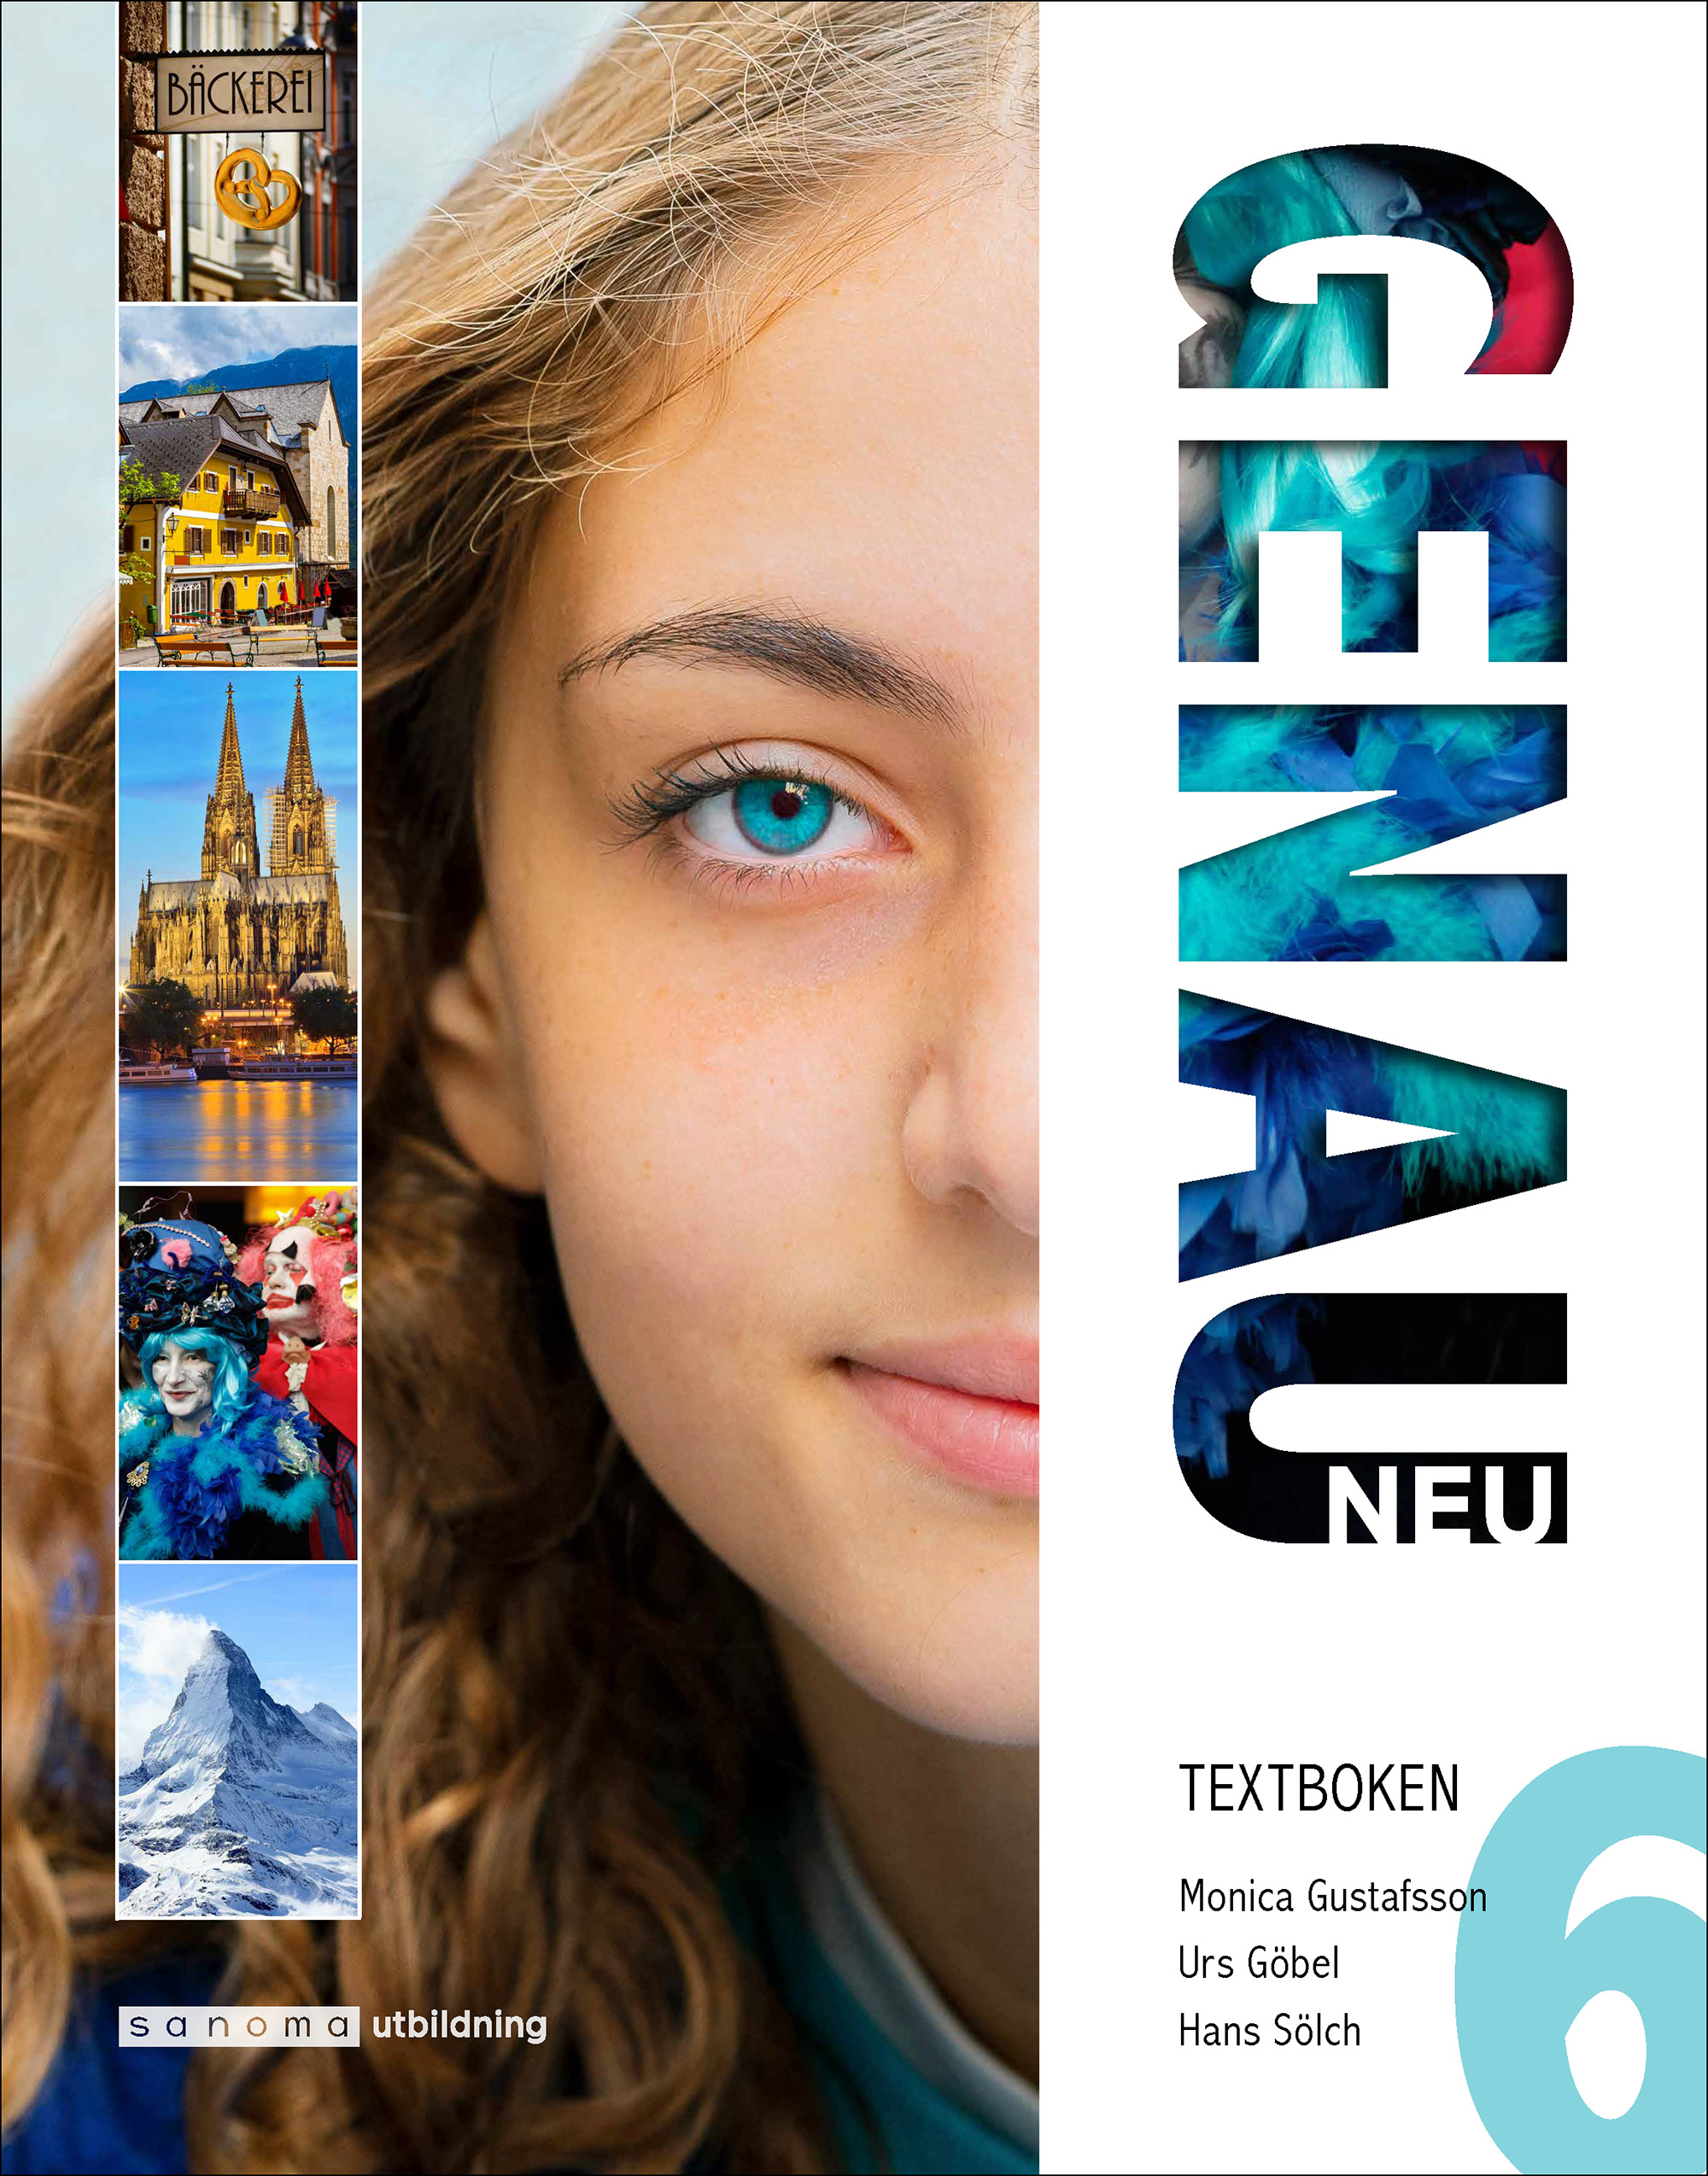 BÄCKEREI
GENAU
NEU
TEXTBOKEN
Monica Gustafsson
Urs Göbel
Hans Sölch
6
sanoma utbildning